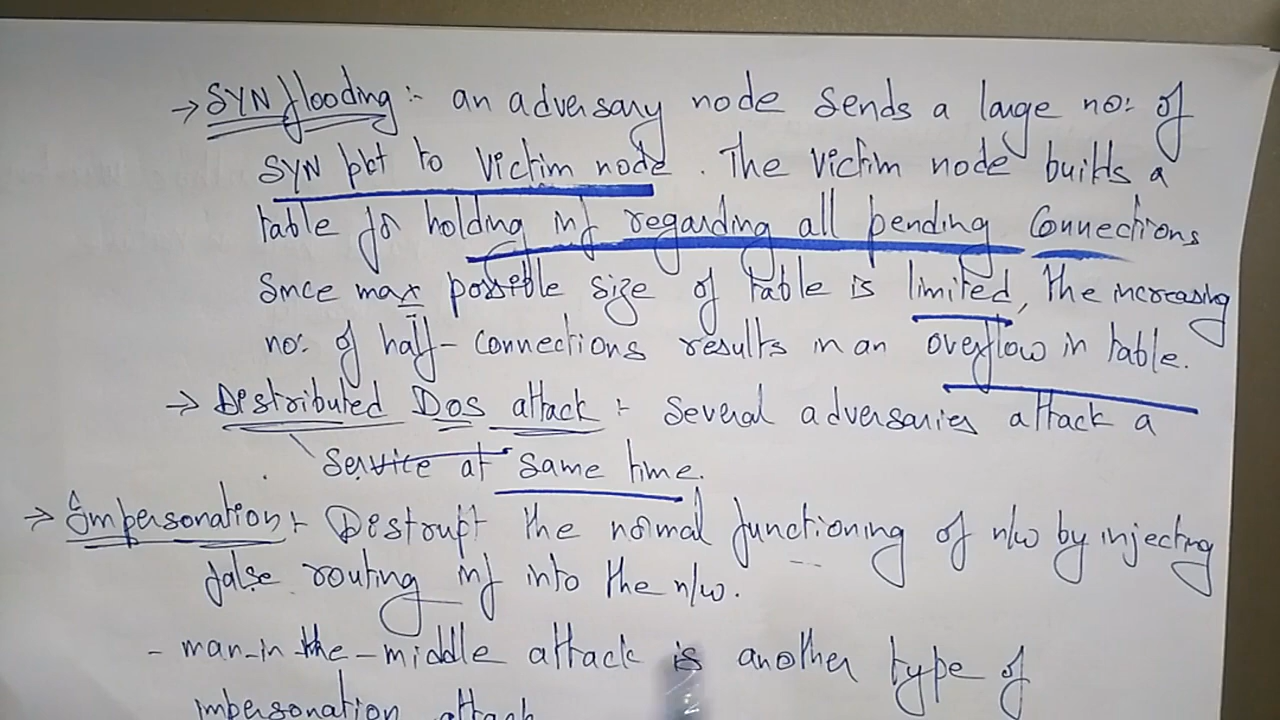 → SYN flooding :- an adversary node sends a large no: of
SYN pkt to victim node. The victim node builds a
table for holding inf regarding all pending connections
Since max possible size of table is limited, the increasing
no: of half-connections results in an overflow in table.
→ Distributed DoS attack :- Several adversaries attack a
Service at same time.
→ Impersonation :- Distrupt the normal functioning of n/w by injecting
false routing inf into the n/w.
- man-in-the-middle attack is another type of
impersonation attack